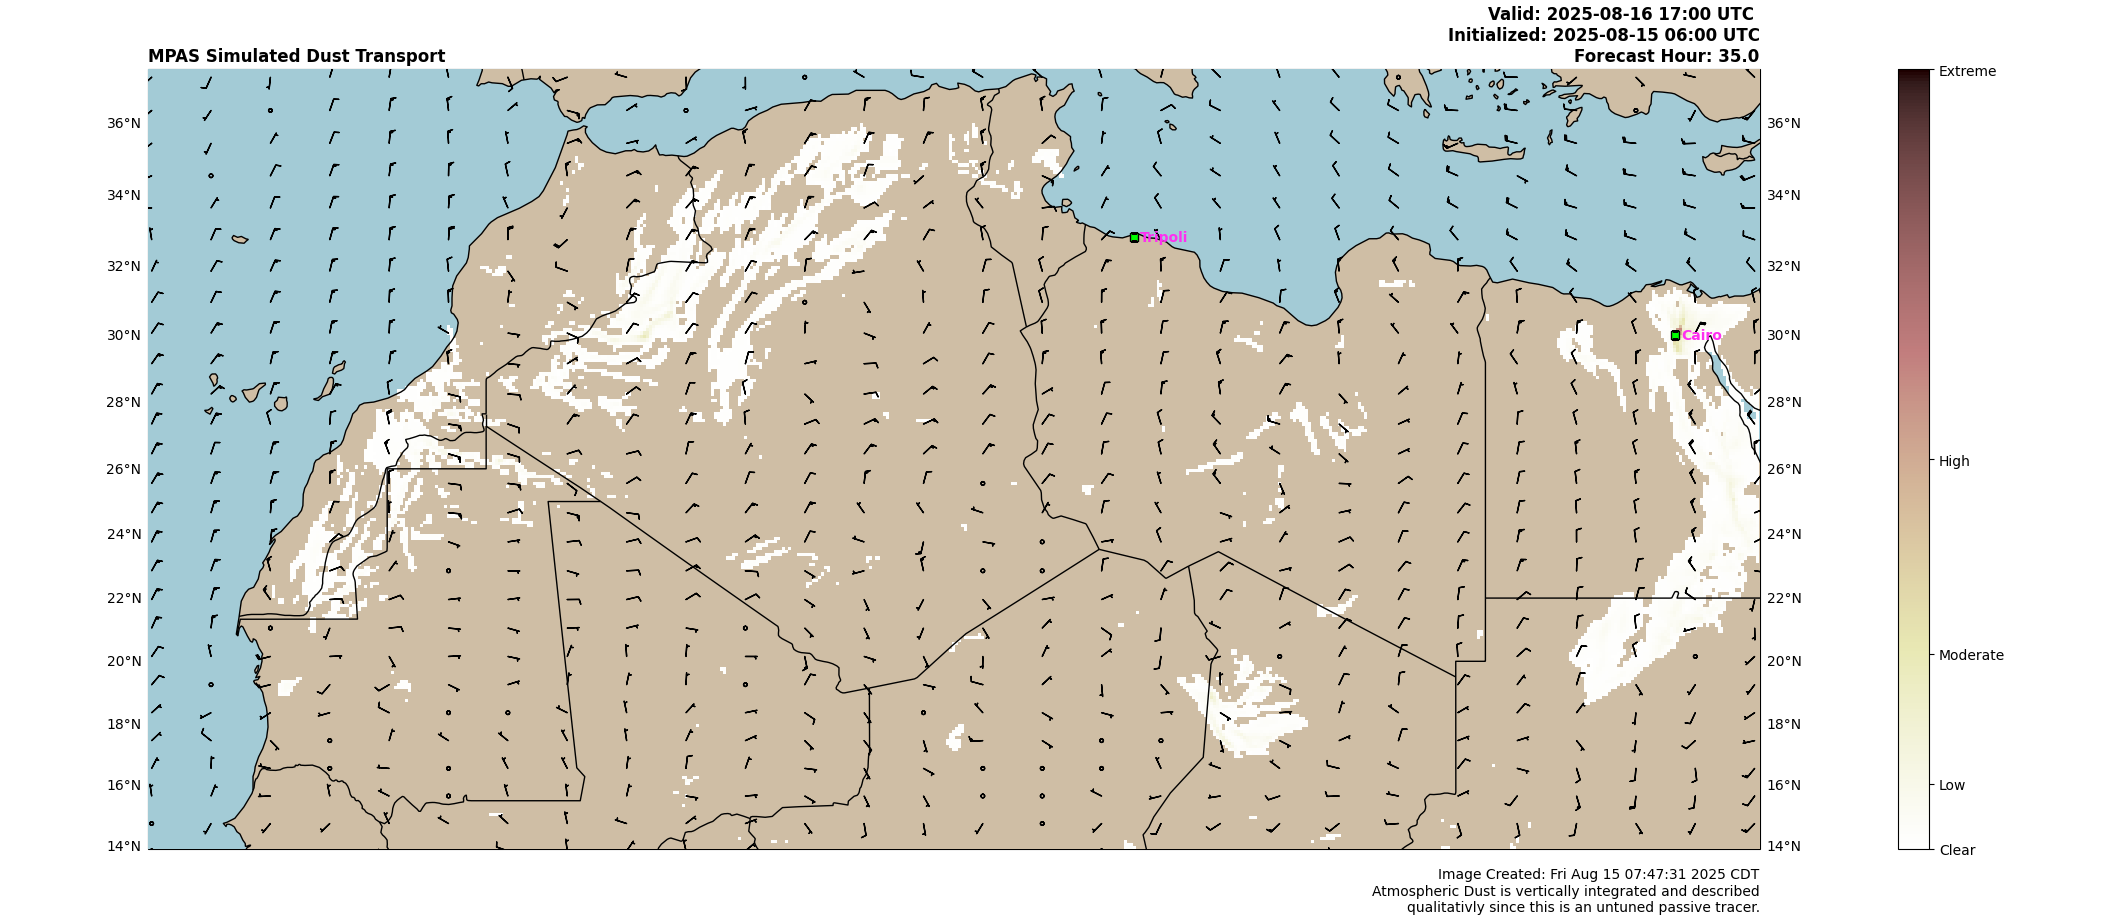 Valid: 2025-08-16 17:00 UTC
Initialized: 2025-08-15 06:00 UTC
MPAS Simulated Dust Transport
Forecast Hour: 35.0
Extreme
36°N
36°N
34°N
34°N
Tripoli
32°N
32°N
30°N
Cairo
30°N
28°N
28°N
26°N
26°N
High
24°N
24°N
22°N
22°N
20°N
20°N
Moderate
18°N
18°N
16°N
16°N
Low
14°N
14°N
Clear
Image Created: Fri Aug 15 07:47:31 2025 CDT
Atmospheric Dust is vertically integrated and described
qualitativly since this is an untuned passive tracer.